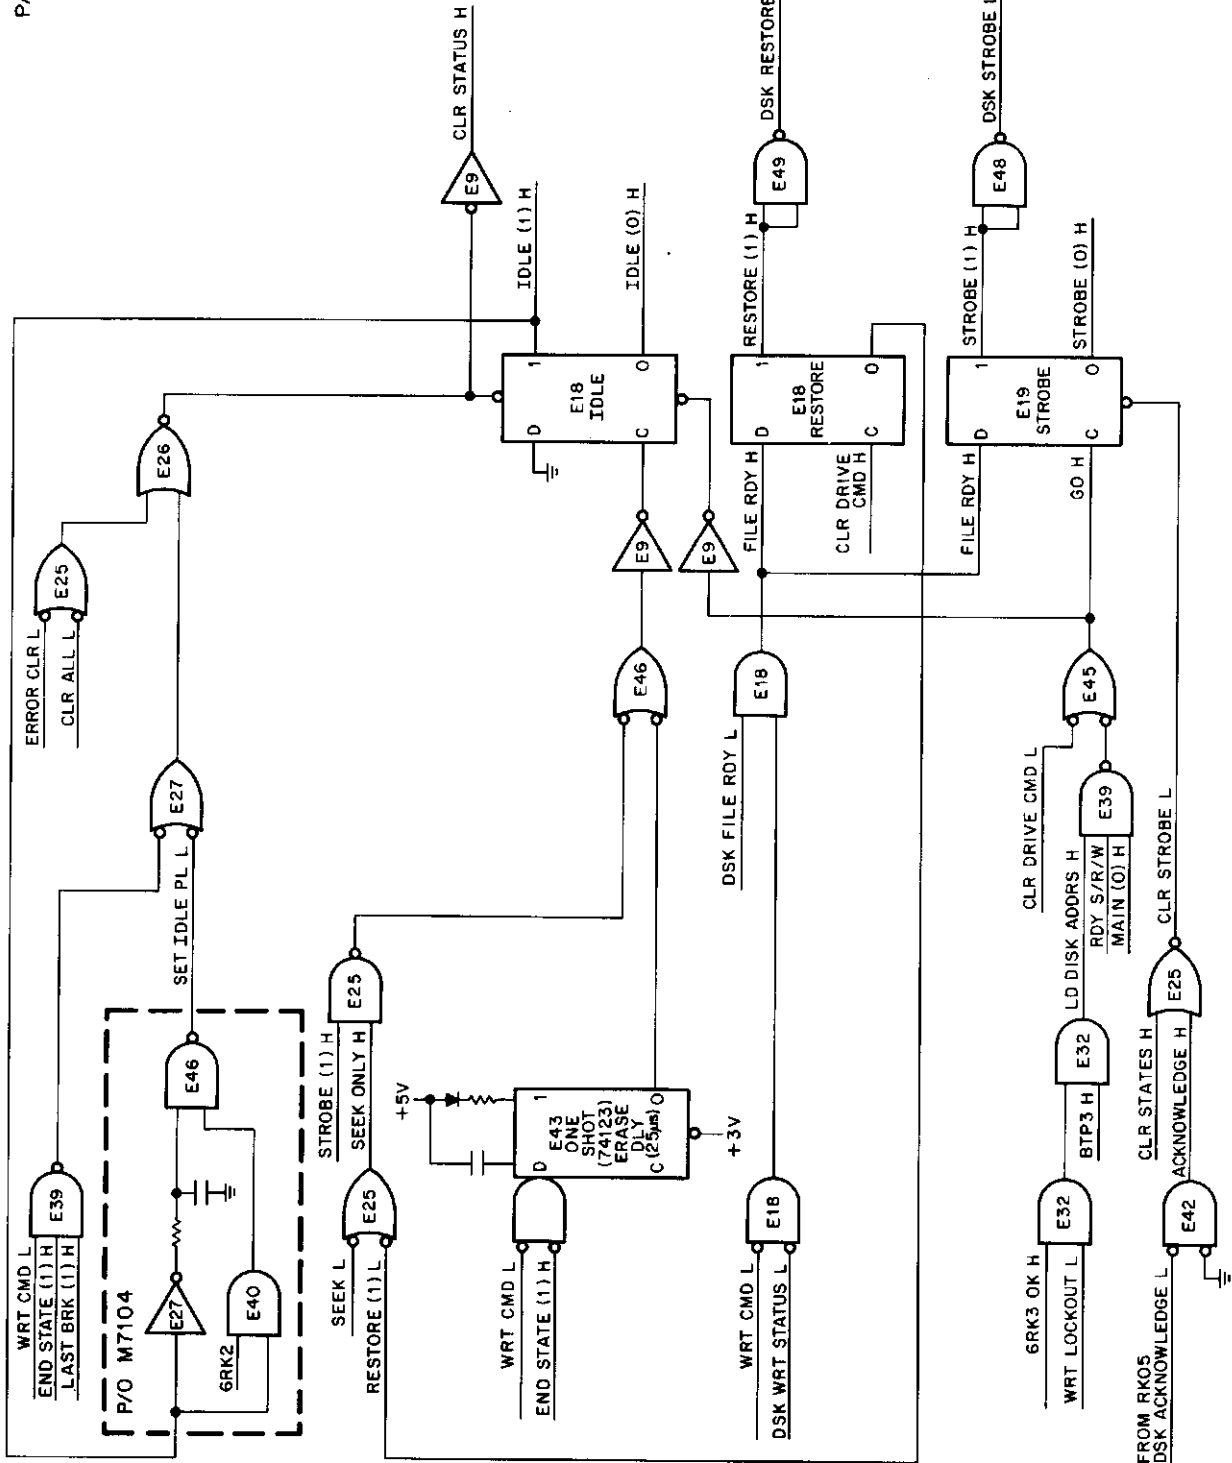 P/
CLR STATUS H
E9
IDLE (1) H
IDLE (0) H
DSK RESTORE
E49
RESTORE (1) H
DSK STROBE L
E48
STROBE (1) H
STROBE (0) H
D 1
E18
IDLE
C 0
D 1
E18
RESTORE
C 0
D 1
E19
STROBE
C 0
E26
E25
ERROR CLR L
CLR ALL L
E9
E9
FILE RDY H
CLR DRIVE
CMD H
FILE RDY H
GO H
E27
SET IDLE PL L
E46
E18
DSK FILE RDY L
E45
CLR DRIVE CMD L
E39
LD DISK ADDRS H
RDY S/R/W
MAIN (0) H
CLR STROBE L
E39
WRT CMD L
END STATE (1) H
LAST BRK (1) H
P/O M7104
E46
E27
E40
6RK2
E25
STROBE (1) H
SEEK ONLY H
E25
SEEK L
RESTORE (1) L
+5V
D 1
E43
ONE
SHOT
(74123)
ERASE
DLY
(25μs)
C 0
+3V
WRT CMD L
END STATE (1) H
E18
WRT CMD L
DSK WRT STATUS L
E32
BTP3 H
E32
6RK3 OK H
WRT LOCKOUT L
E25
CLR STATES H
ACKNOWLEDGE H
E42
FROM RK05
DSK ACKNOWLEDGE L